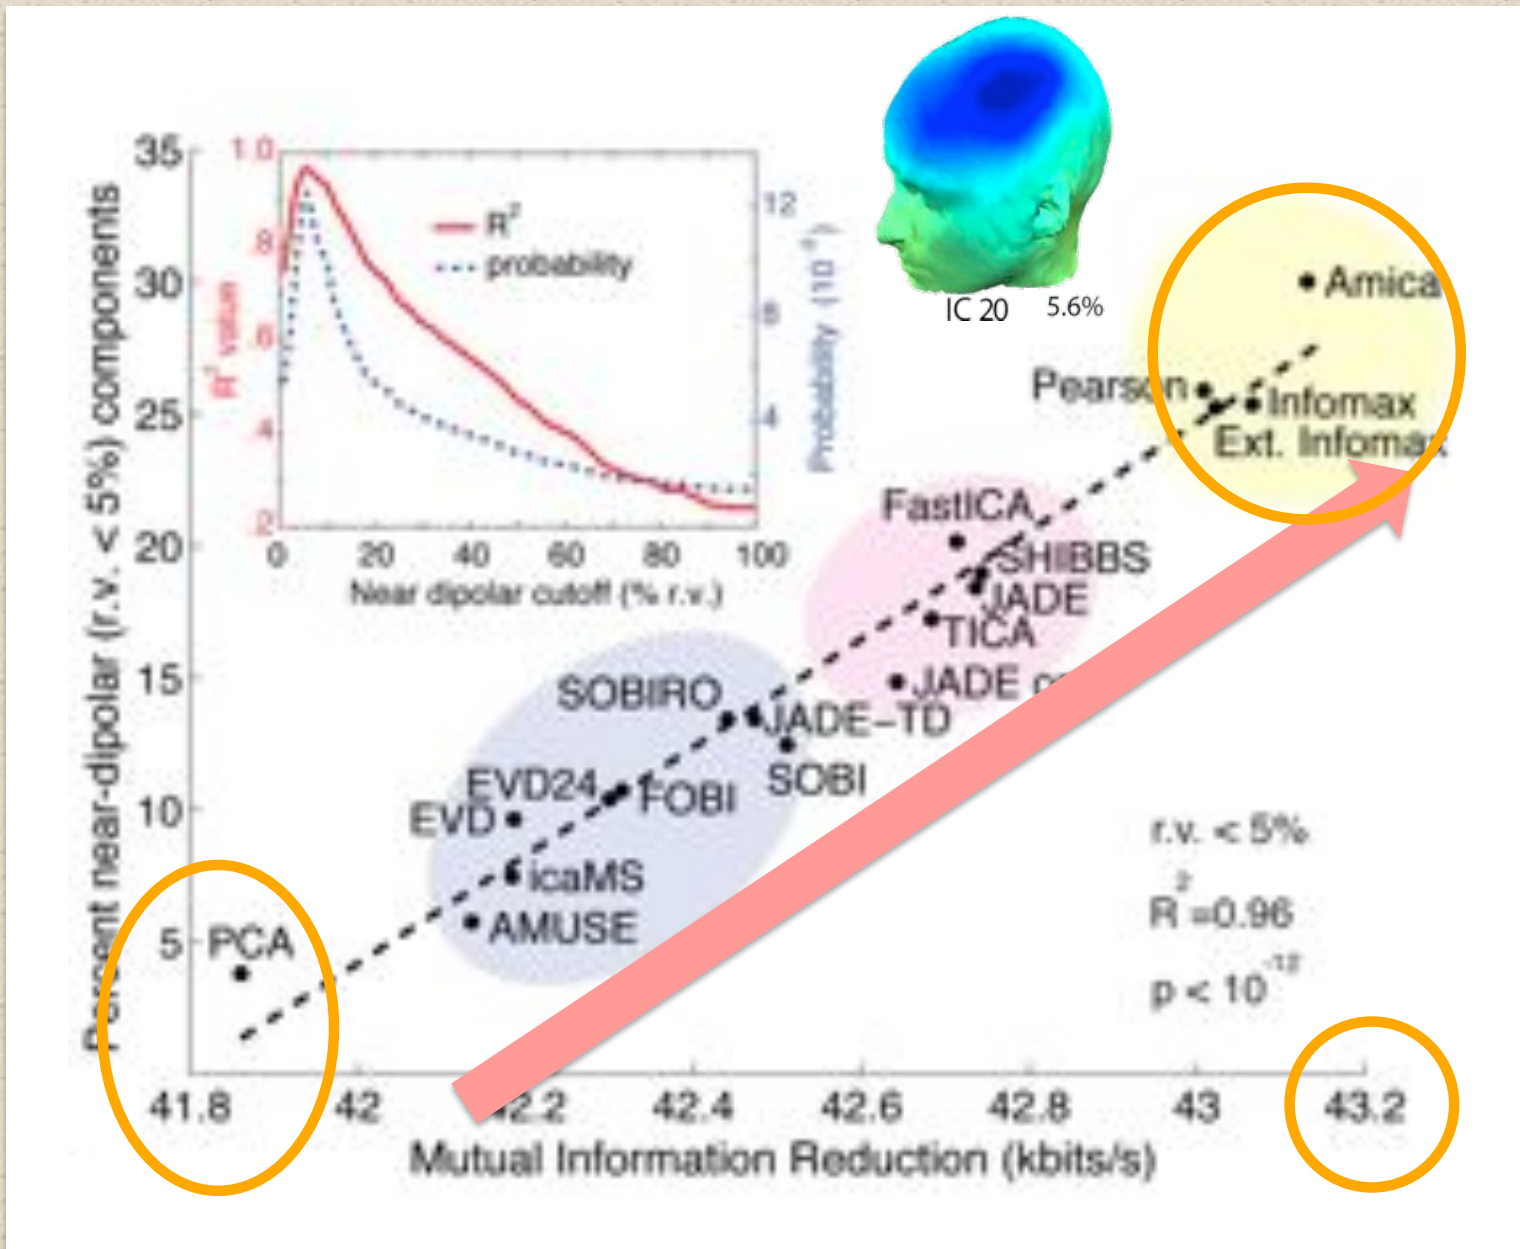 IC 20 5.6%
35
30
25
20
15
10
5
Percent near-dipolar (r.v. < 5%) components
1.0
.8
.6
.4
.2
R² value
R²
probability
12
8
4
0 20 40 60 80 100
Near dipolar cutoff (% r.v.)
Amica
Pearson
Infomax
Ext. Infomax
FastICA
SHIBBS
JADE
TICA
JADE
SOBIRO
JADE-TD
SOBI
EVD24
FOBI
EVD
icaMS
AMUSE
PCA
r.v. < 5%
R²=0.96
p < 10⁻¹²
41.8 42 42.2 42.4 42.6 42.8 43 43.2
Mutual Information Reduction (kbits/s)